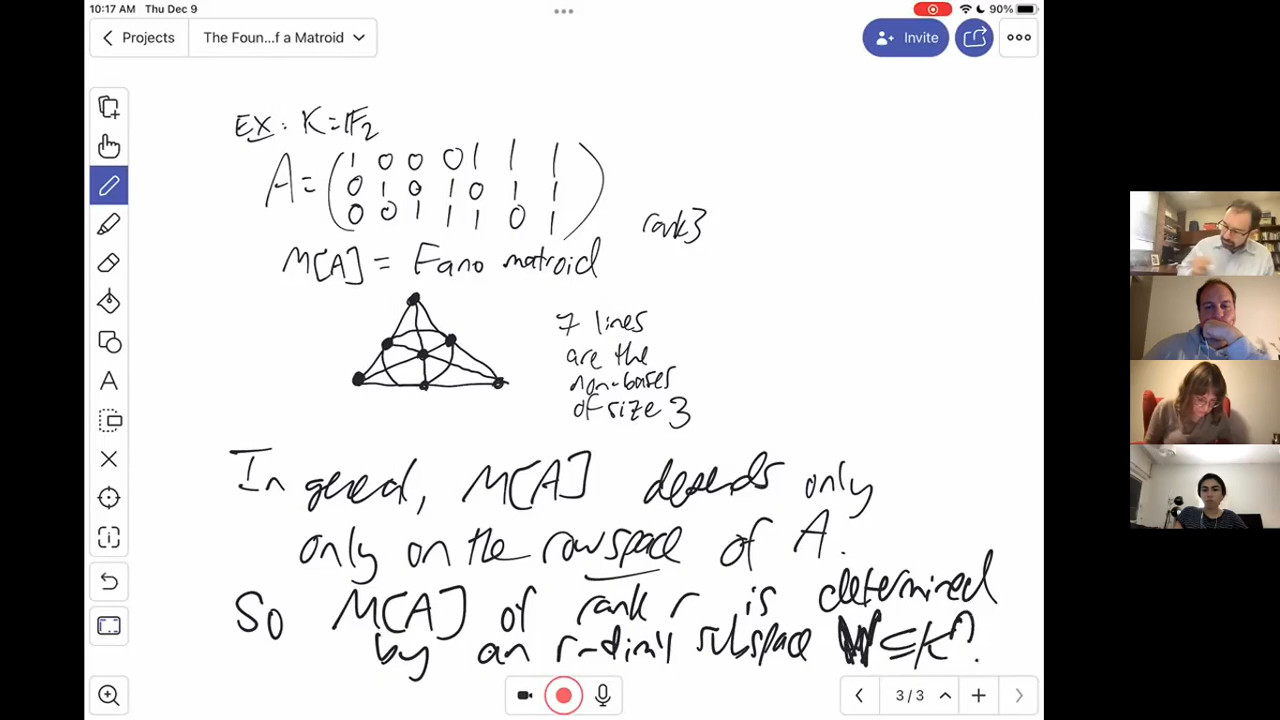 10:17 AM Thu Dec 9
90%
Projects
The Foun...f a Matroid
Invite
EX: K=𝔽₂
A= ( 1 0 0 0 1 1 1
0 1 0 1 0 1 1
0 0 1 1 1 0 1 )
rank 3
M[A] = Fano matroid
7 lines
are the
non-bases
of size 3
In general, M[A] depends only
only on the rowspace of A.
So M[A] of rank r is determined
by an r-dim'l subspace W ⊆ Kⁿ.
A
3 / 3